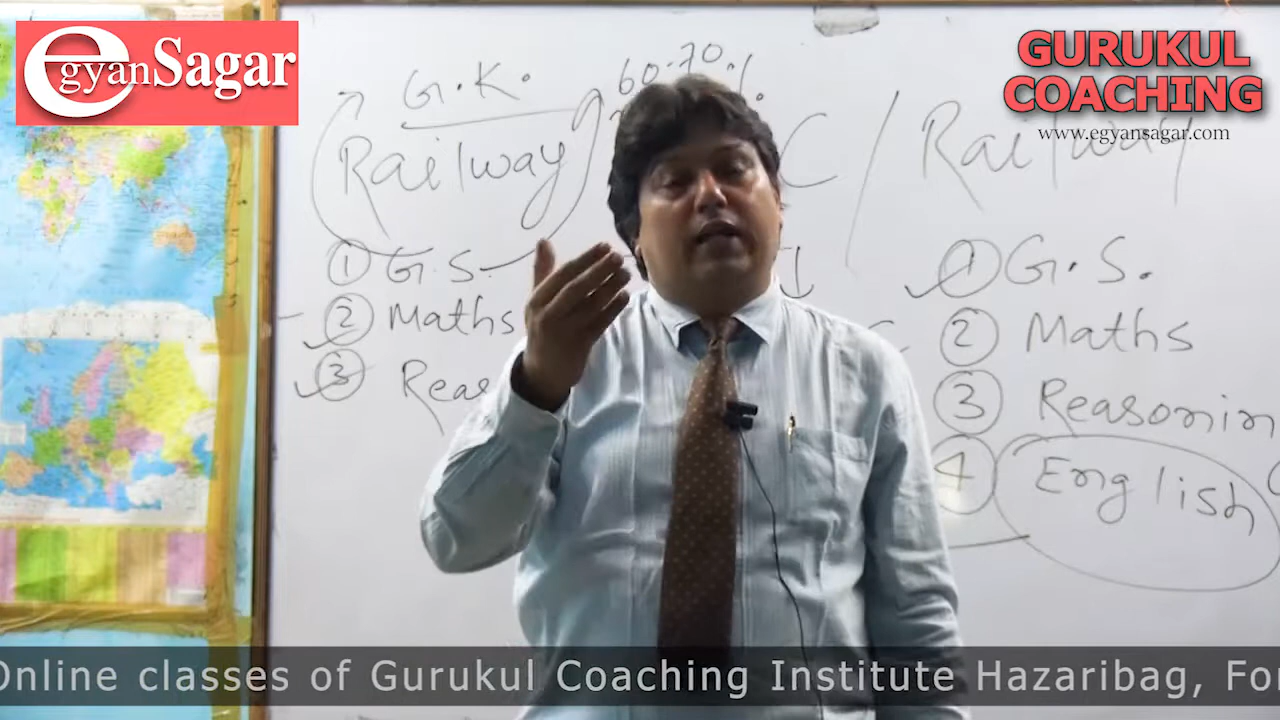 egyanSagar
GURUKUL
COACHING
www.egyansagar.com
G.K. 60-70%
Railway
C / Railway
① G.S.
② Maths
③ Reas
① G.S.
② Maths
③ Reasonin
④ English
Online classes of Gurukul Coaching Institute Hazaribag, For